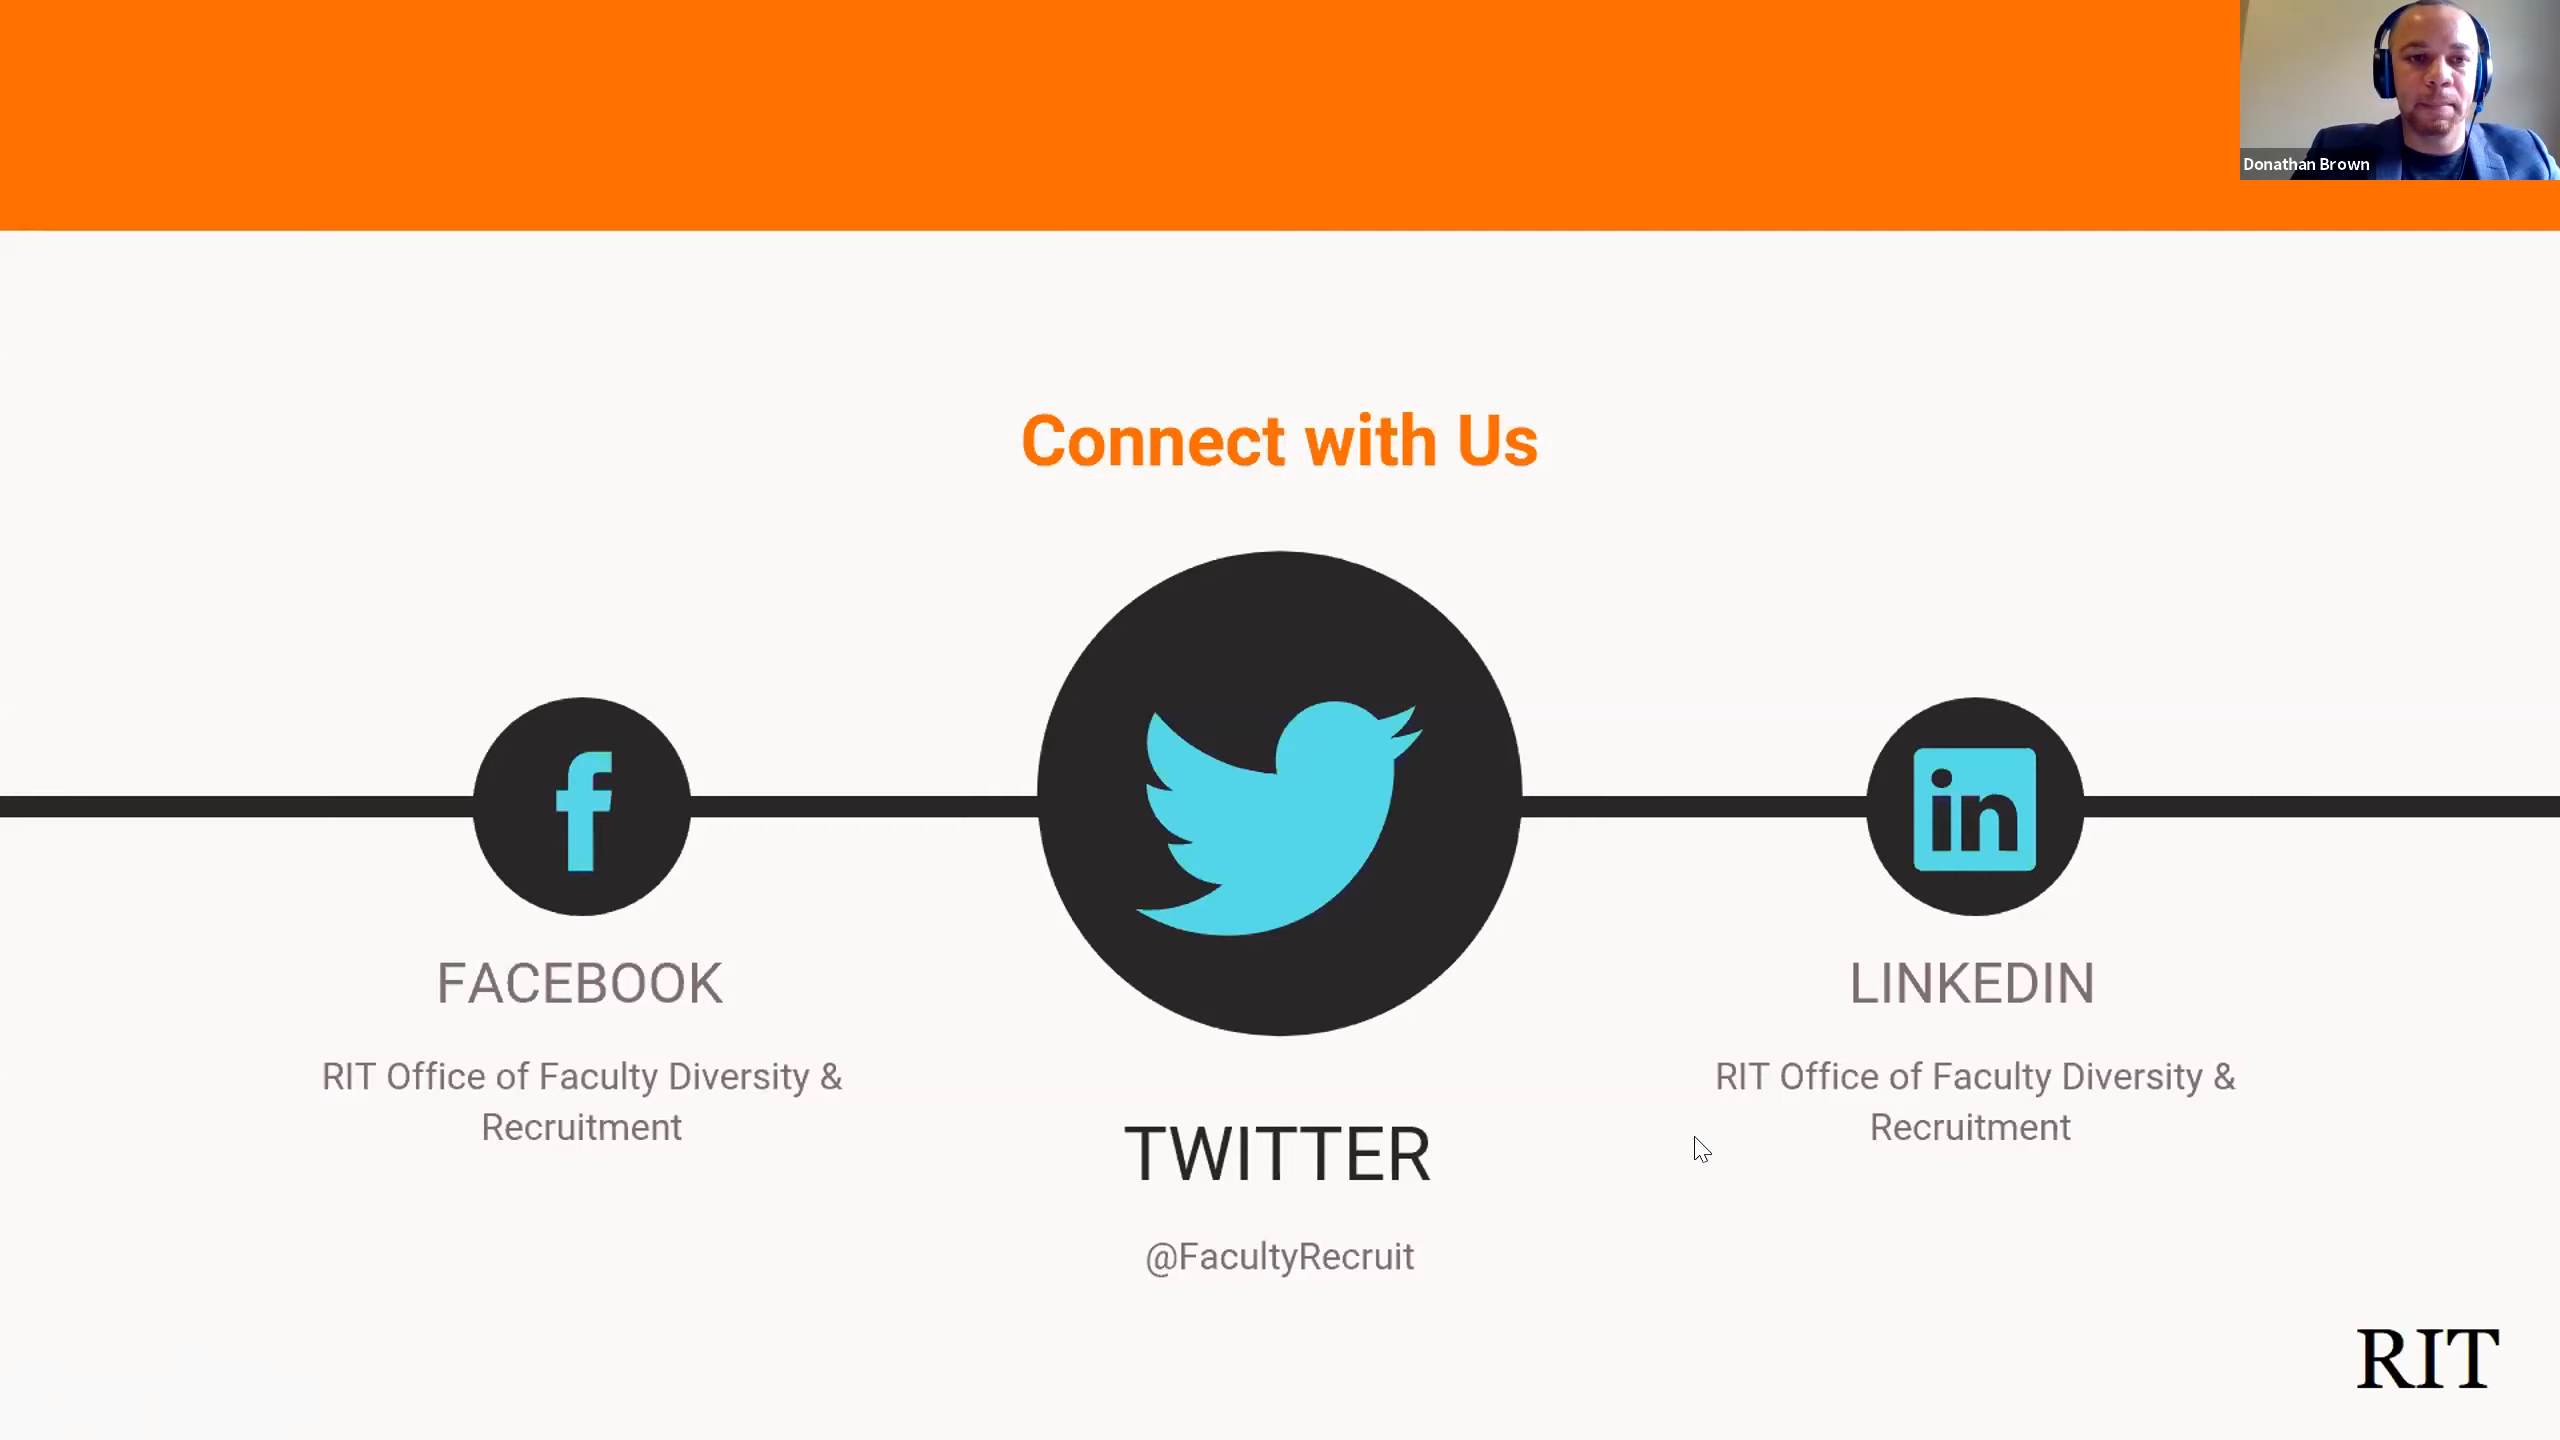 Donathan Brown
Connect with Us
f
in
FACEBOOK
RIT Office of Faculty Diversity &
Recruitment
TWITTER
@FacultyRecruit
LINKEDIN
RIT Office of Faculty Diversity &
Recruitment
RIT